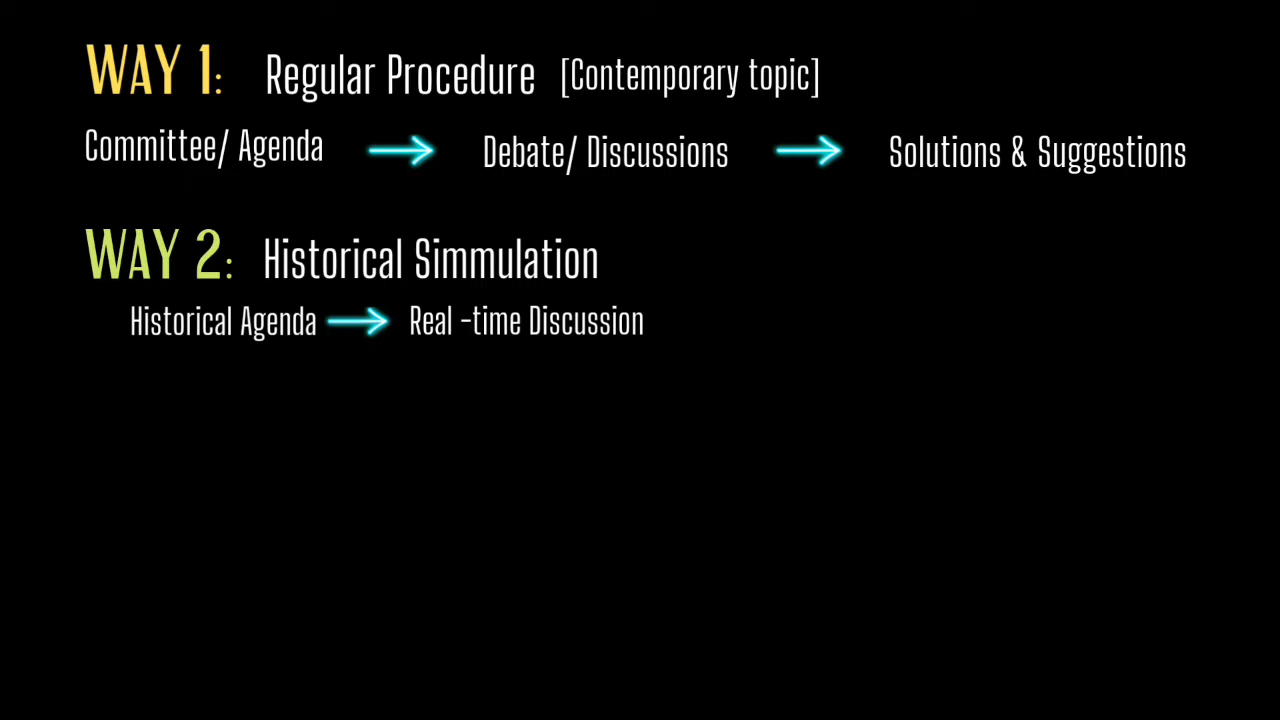 WAY 1: Regular Procedure [Contemporary topic]
Committee/ Agenda → Debate/ Discussions → Solutions & Suggestions
WAY 2: Historical Simmulation
Historical Agenda → Real -time Discussion